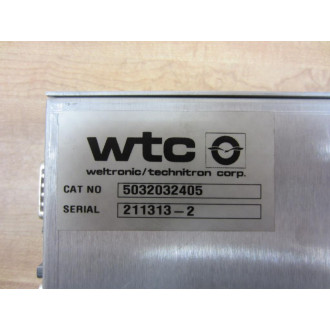 wtc
weltronic/technitron corp.
CAT NO 5032032405
SERIAL 211313-2